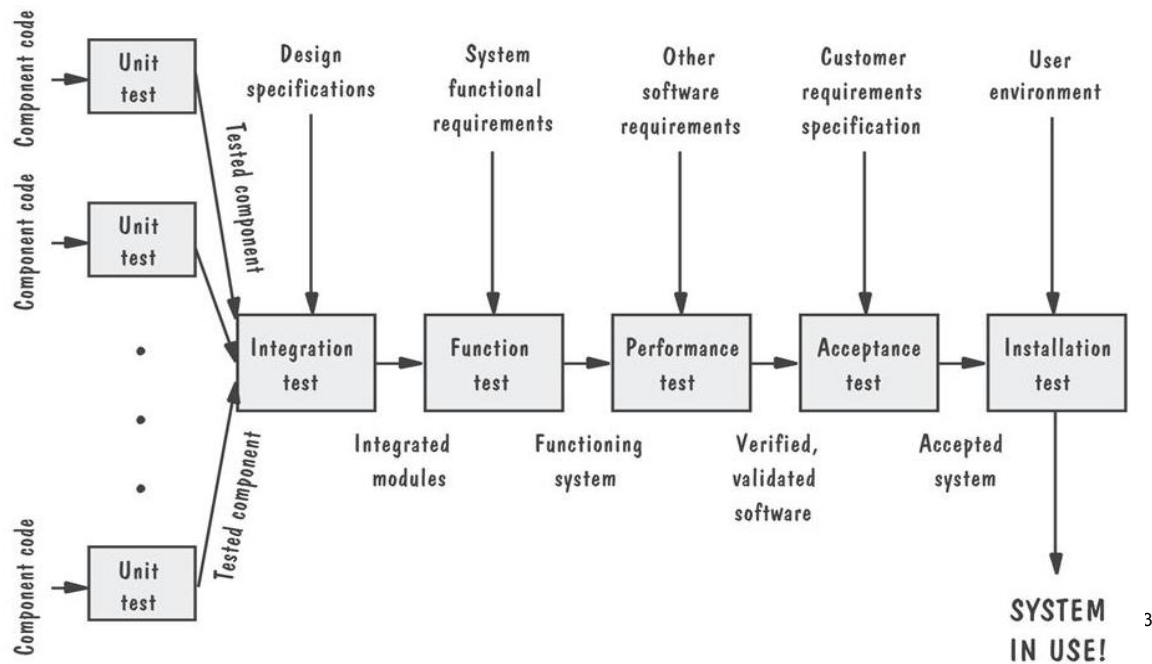 Component code
Unit
test
Component code
Unit
test
Component code
Unit
test
Tested component
Tested component
Design
specifications
System
functional
requirements
Other
software
requirements
Customer
requirements
specification
User
environment
Integration
test
Function
test
Performance
test
Acceptance
test
Installation
test
Integrated
modules
Functioning
system
Verified,
validated
software
Accepted
system
SYSTEM
IN USE!
3